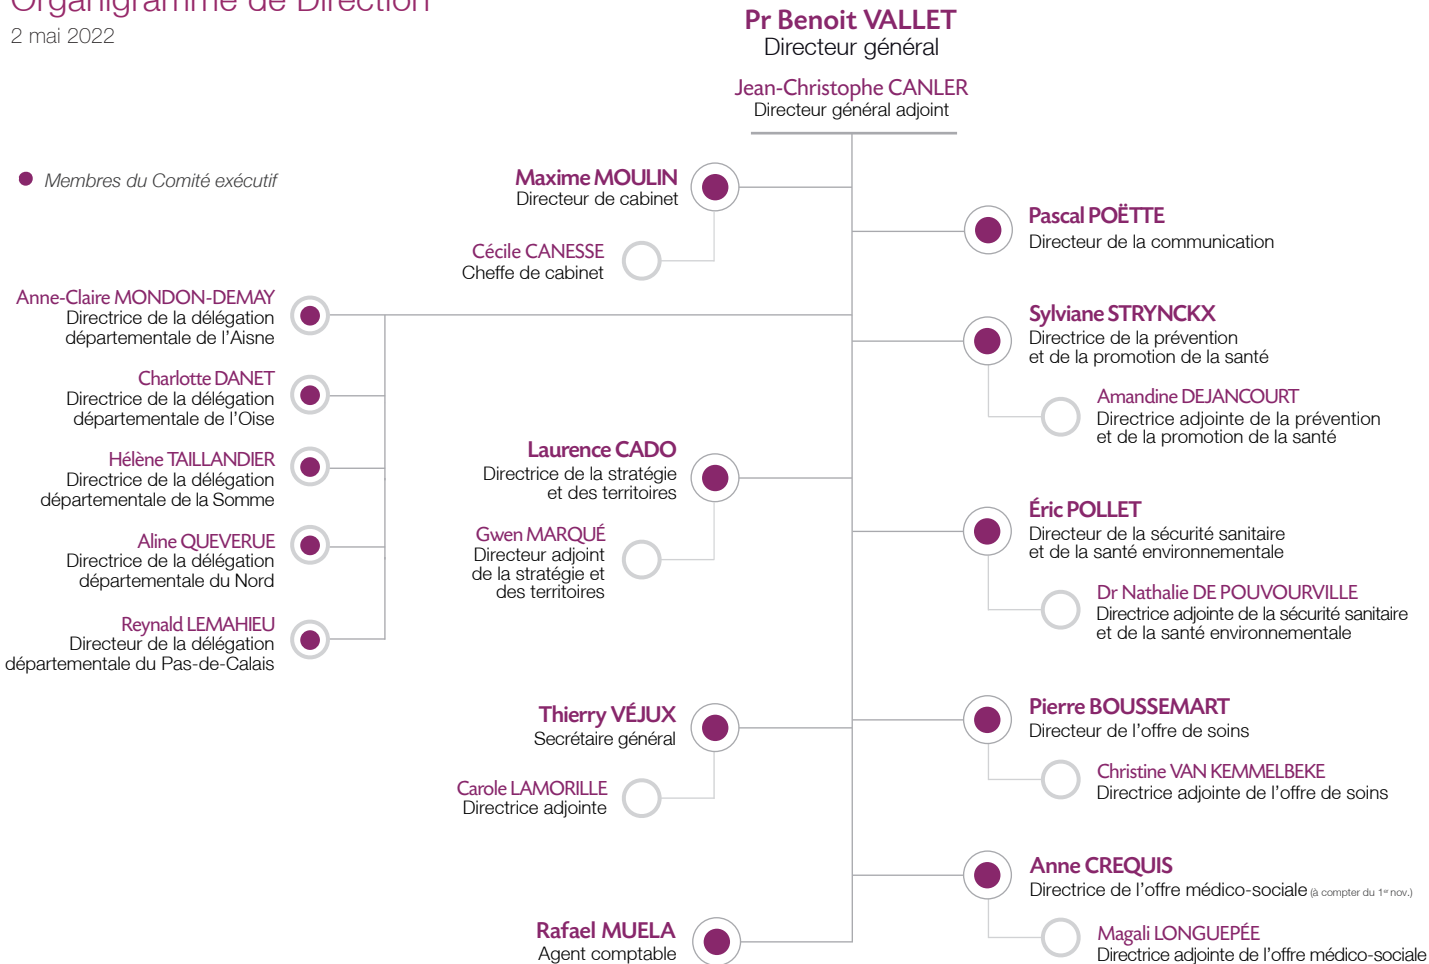 Organigramme de Direction
2 mai 2022
Pr Benoit VALLET
Directeur général
Jean-Christophe CANLER
Directeur général adjoint
Membres du Comité exécutif
Maxime MOULIN
Directeur de cabinet
Cécile CANESSE
Cheffe de cabinet
Anne-Claire MONDON-DEMAY
Directrice de la délégation
départementale de l'Aisne
Charlotte DANET
Directrice de la délégation
départementale de l'Oise
Hélène TAILLANDIER
Directrice de la délégation
départementale de la Somme
Aline QUEVERUE
Directrice de la délégation
départementale du Nord
Reynald LEMAHIEU
Directeur de la délégation
départementale du Pas-de-Calais
Laurence CADO
Directrice de la stratégie
et des territoires
Gwen MARQUÉ
Directeur adjoint
de la stratégie et
des territoires
Thierry VÉJUX
Secrétaire général
Carole LAMORILLE
Directrice adjointe
Rafael MUELA
Agent comptable
Pascal POËTTE
Directeur de la communication
Sylviane STRYNCKX
Directrice de la prévention
et de la promotion de la santé
Amandine DEJANCOURT
Directrice adjointe de la prévention
et de la promotion de la santé
Éric POLLET
Directeur de la sécurité sanitaire
et de la santé environnementale
Dr Nathalie DE POUVOURVILLE
Directrice adjointe de la sécurité sanitaire
et de la santé environnementale
Pierre BOUSSEMART
Directeur de l'offre de soins
Christine VAN KEMMELBEKE
Directrice adjointe de l'offre de soins
Anne CREQUIS
Directrice de l'offre médico-sociale (à compter du 1er nov.)
Magali LONGUEPÉE
Directrice adjointe de l'offre médico-sociale